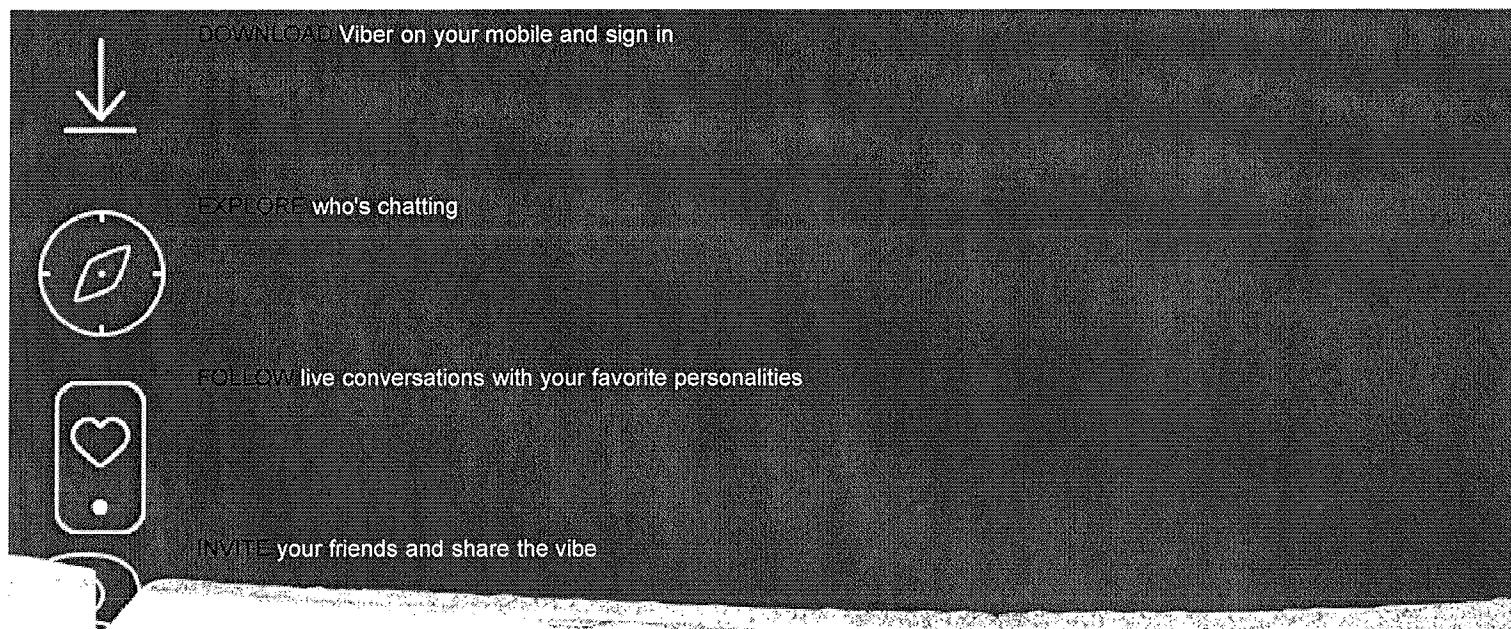 DOWNLOAD Viber on your mobile and sign in
EXPLORE who's chatting
FOLLOW live conversations with your favorite personalities
INVITE your friends and share the vibe